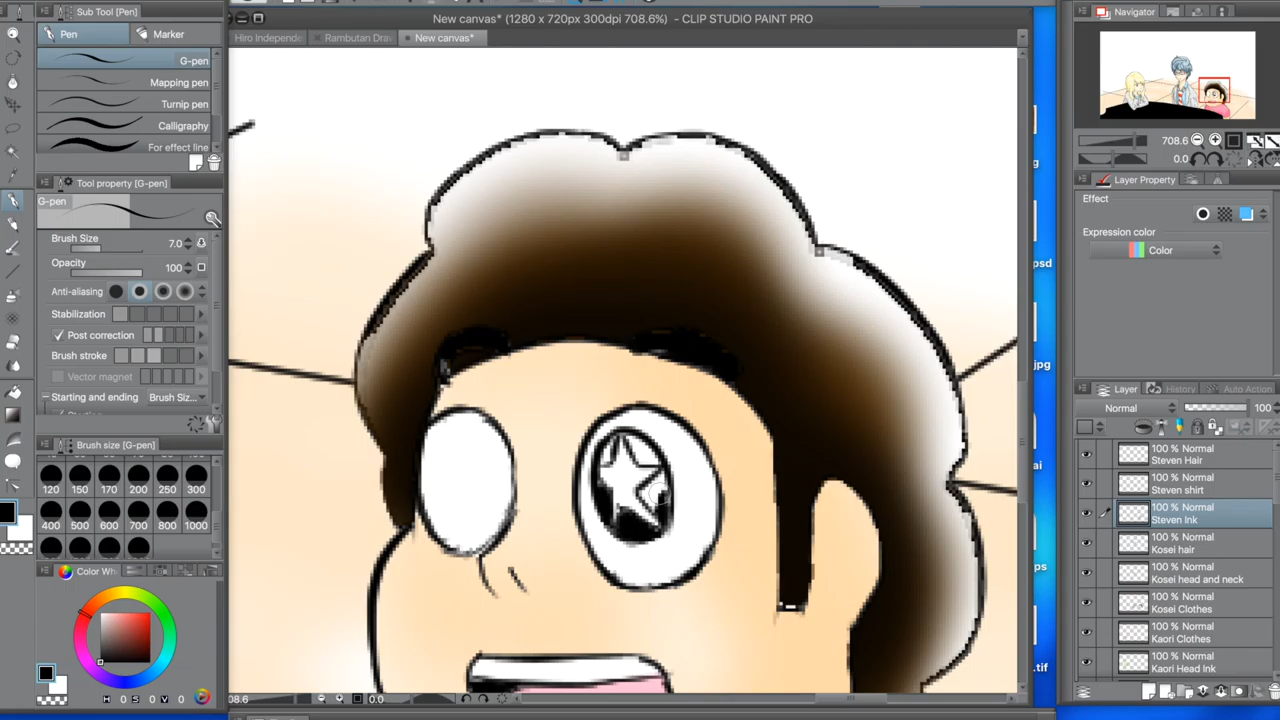 Sub Tool [Pen]
New canvas* (1280 x 720px 300dpi 708.6%) - CLIP STUDIO PAINT PRO
Navigator
Pen
Marker
Hiro Independe
Rambutan Dra
New canvas*
G-pen
Mapping pen
Turnip pen
Calligraphy
For effect line
708.6
0.0
Tool property [G-pen]
G-pen
Layer Property
Effect
Expression color
Color
Brush Size 7.0
Opacity 100
Anti-aliasing
Stabilization
Post correction
Brush stroke
Vector magnet
Starting and ending Brush Siz...
psd
g
jpg
ai
ps
.tif
Layer
History
Auto Action
Normal 100
Brush size [G-pen]
120 150 170 200 300
400 500 600 700 800 1000
100 % Normal
Steven Hair
100 % Normal
Steven shirt
100 % Normal
Steven Ink
100 % Normal
Kosei hair
100 % Normal
Kosei head and neck
100 % Normal
Kosei Clothes
100 % Normal
Kaori Clothes
100 % Normal
Kaori Head Ink
Color Wh
H 0 S 0 V 0
08.6
0.0